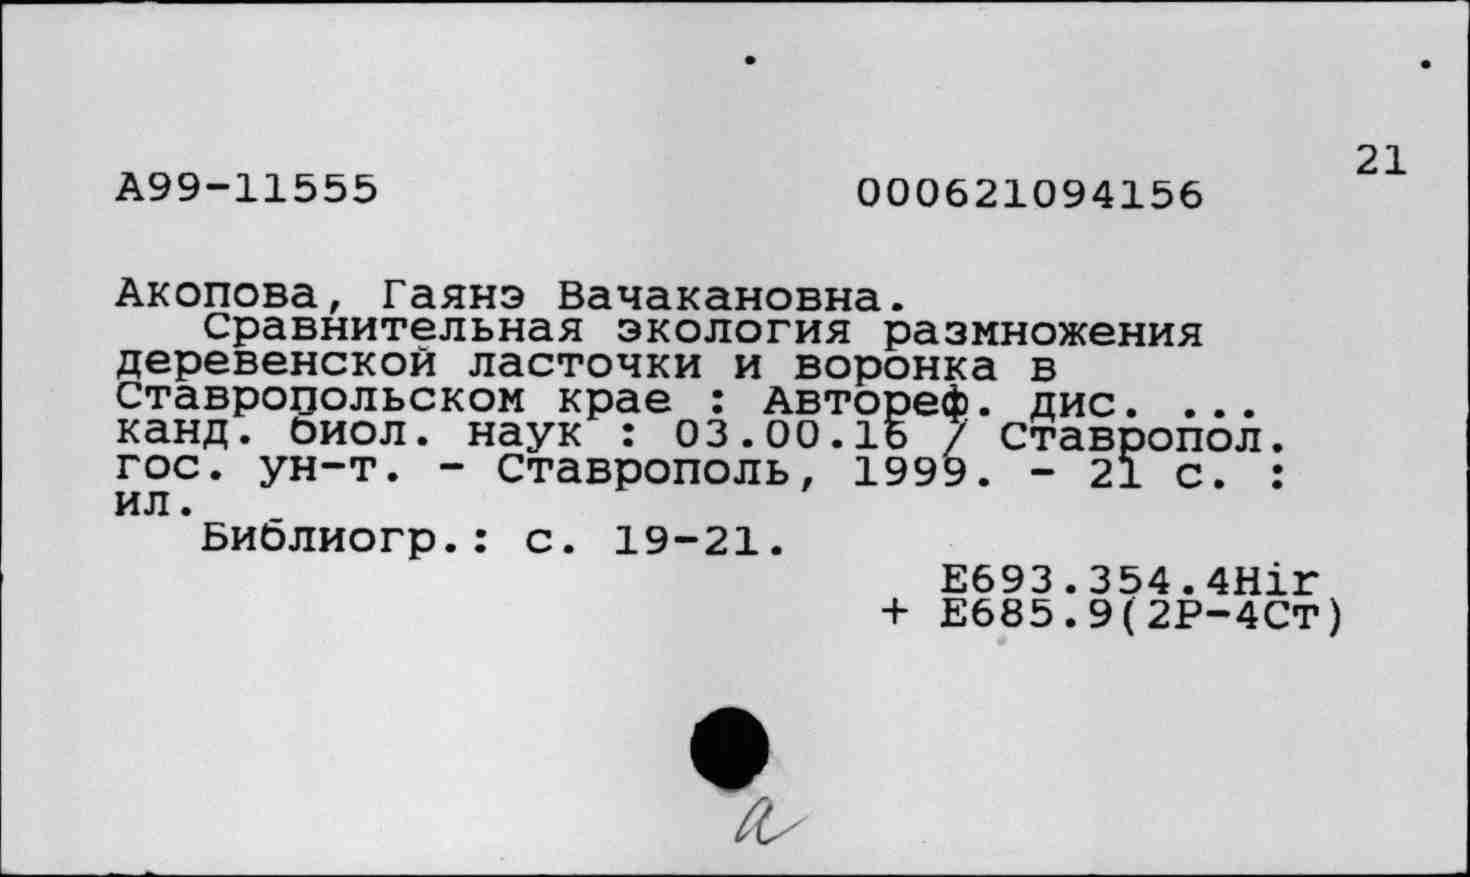 21
А99-11555 000621094156
Акопова, Гаянэ Вачакановна.
Сравнительная экология размножения
деревенской ласточки и воронка в
Ставропольском крае : Автореф. дис. ...
канд. биол. наук : 03.00.16 / Ставропол.
гос. ун-т. - Ставрополь, 1999. - 21 с. :
ил.
Библиогр.: с. 19-21.
Е693.354.4Hir
+ Е685.9(2Р-4Ст)
а